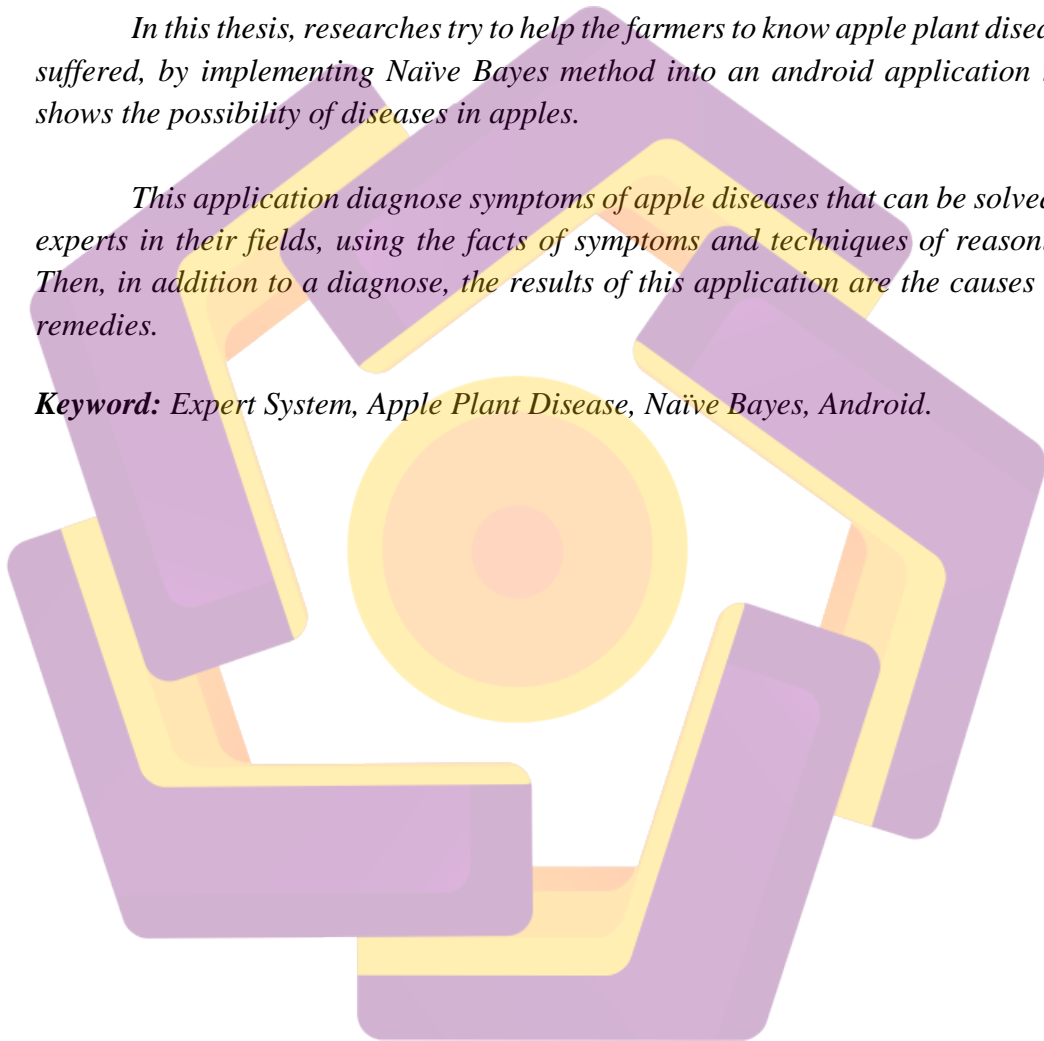 In this thesis, researches try to help the farmers to know apple plant disea
suffered, by implementing Naïve Bayes method into an android application
shows the possibility of diseases in apples.
This application diagnose symptoms of apple diseases that can be solved
experts in their fields, using the facts of symptoms and techniques of reason
Then, in addition to a diagnose, the results of this application are the causes
remedies.
Keyword: Expert System, Apple Plant Disease, Naïve Bayes, Android.